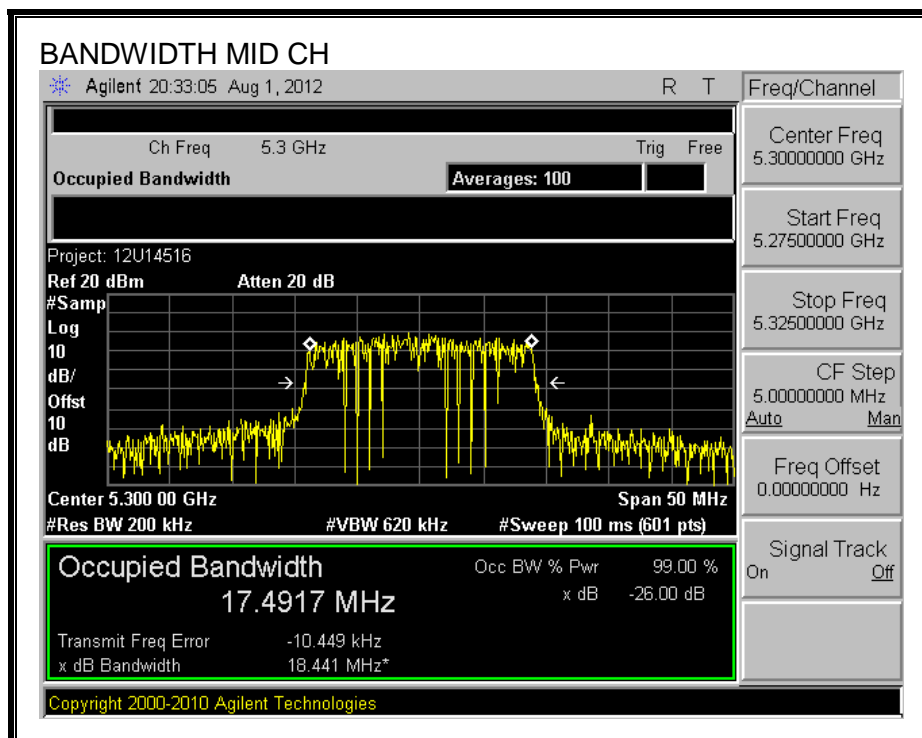 BANDWIDTH MID CH
Agilent 20:33:05 Aug 1, 2012 R T
Freq/Channel
Ch Freq 5.3 GHz Trig Free
Occupied Bandwidth Averages: 100
Center Freq
5.30000000 GHz
Start Freq
5.27500000 GHz
Stop Freq
5.32500000 GHz
CF Step
5.00000000 MHz
Auto Man
Freq Offset
0.00000000 Hz
Signal Track
On Off
Project: 12U14516
Ref 20 dBm Atten 20 dB
#Samp
Log
10
dB/
Offst
10
dB
Center 5.300 00 GHz Span 50 MHz
#Res BW 200 kHz #VBW 620 kHz #Sweep 100 ms (601 pts)
Occupied Bandwidth
17.4917 MHz
Occ BW % Pwr 99.00 %
x dB -26.00 dB
Transmit Freq Error -10.449 kHz
x dB Bandwidth 18.441 MHz*
Copyright 2000-2010 Agilent Technologies